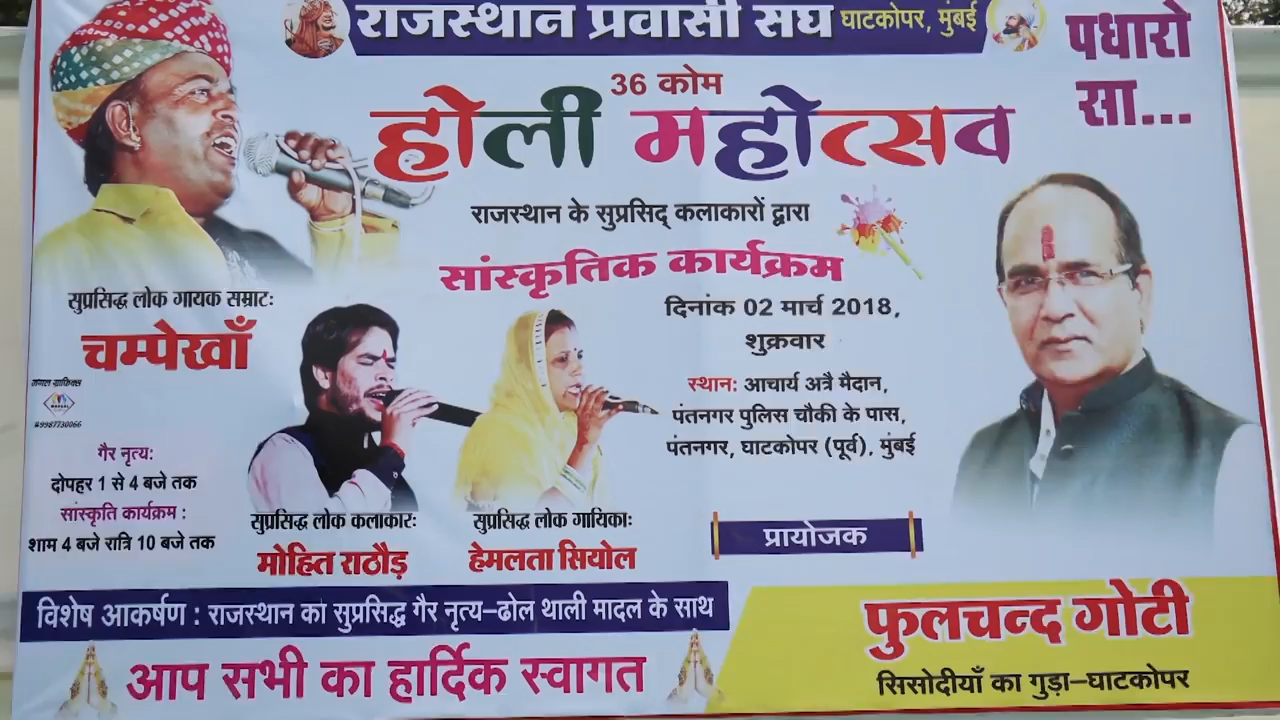 राजस्थान प्रवासी संघ घाटकोपर, मुंबई
पधारो
सा...
36 कोम
होली महोत्सव
राजस्थान के सुप्रसिद् कलाकारों द्वारा
सांस्कृतिक कार्यक्रम
दिनांक 02 मार्च 2018,
शुक्रवार
स्थान: आचार्य अत्रै मैदान,
पंतनगर पुलिस चौकी के पास,
पंतनगर, घाटकोपर (पूर्व), मुंबई
सुप्रसिद्ध लोक गायक सम्राट:
चम्पेखाँ
9987730066
गैर नृत्य:
दोपहर 1 से 4 बजे तक
सांस्कृति कार्यक्रम :
शाम 4 बजे रात्रि 10 बजे तक
सुप्रसिद्ध लोक कलाकार:
मोहित राठौड़
सुप्रसिद्ध लोक गायिका:
हेमलता सियोल
प्रायोजक
विशेष आकर्षण : राजस्थान का सुप्रसिद्ध गैर नृत्य–ढोल थाली मादल के साथ
आप सभी का हार्दिक स्वागत
फुलचन्द गोटी
सिसोदीयाँ का गुड़ा–घाटकोपर